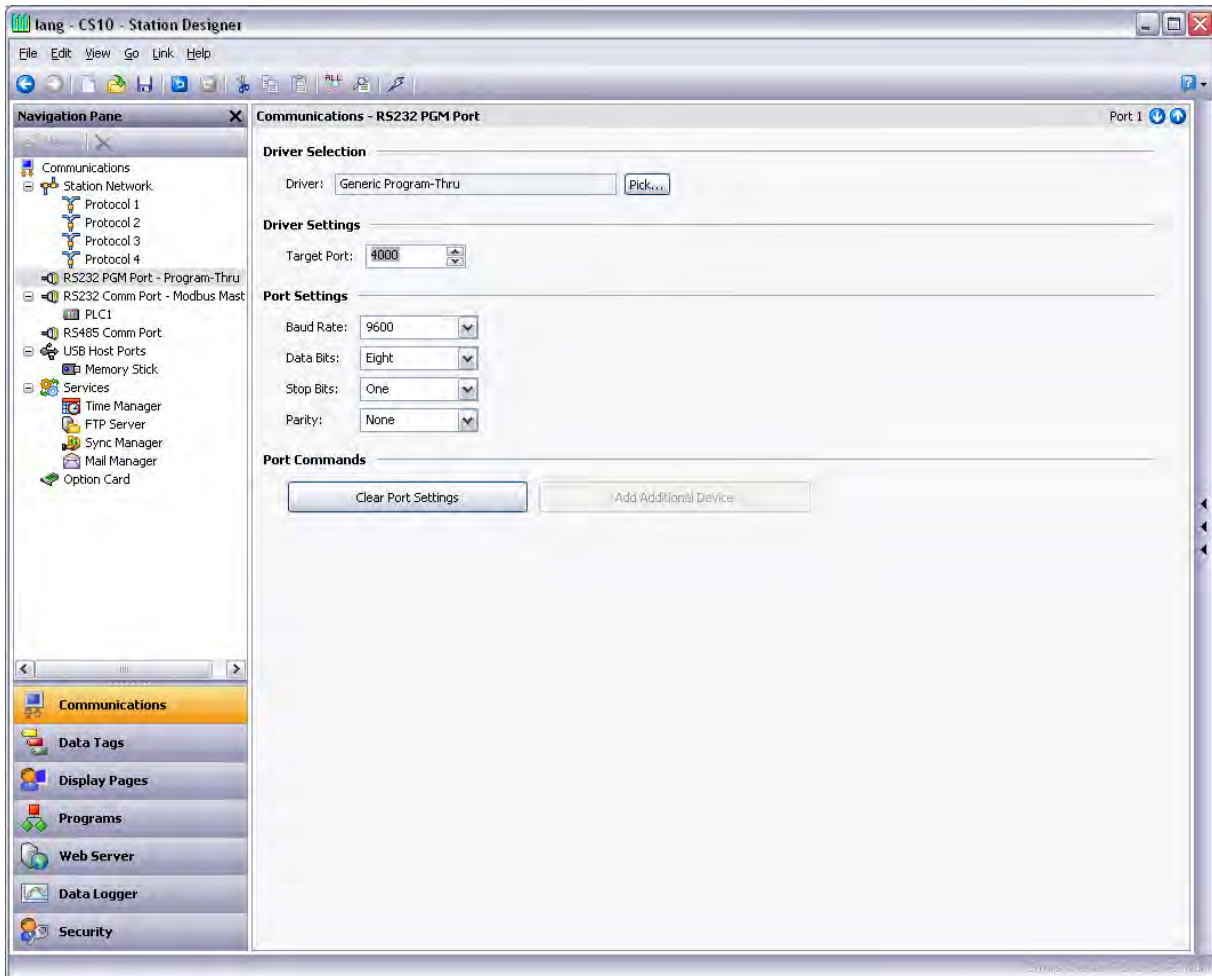 lang - CS10 - Station Designer
File Edit View Go Link Help
ALL
Navigation Pane
Communications - RS232 PGM Port
Port 1
Communications
Station Network
Protocol 1
Protocol 2
Protocol 3
Protocol 4
RS232 PGM Port - Program-Thru
RS232 Comm Port - Modbus Mast
PLC1
RS485 Comm Port
USB Host Ports
Memory Stick
Services
Time Manager
FTP Server
Sync Manager
Mail Manager
Option Card
Driver Selection
Driver: Generic Program-Thru Pick...
Driver Settings
Target Port: 4000
Port Settings
Baud Rate: 9600
Data Bits: Eight
Stop Bits: One
Parity: None
Port Commands
Clear Port Settings Add Additional Device
Communications
Data Tags
Display Pages
Programs
Web Server
Data Logger
Security